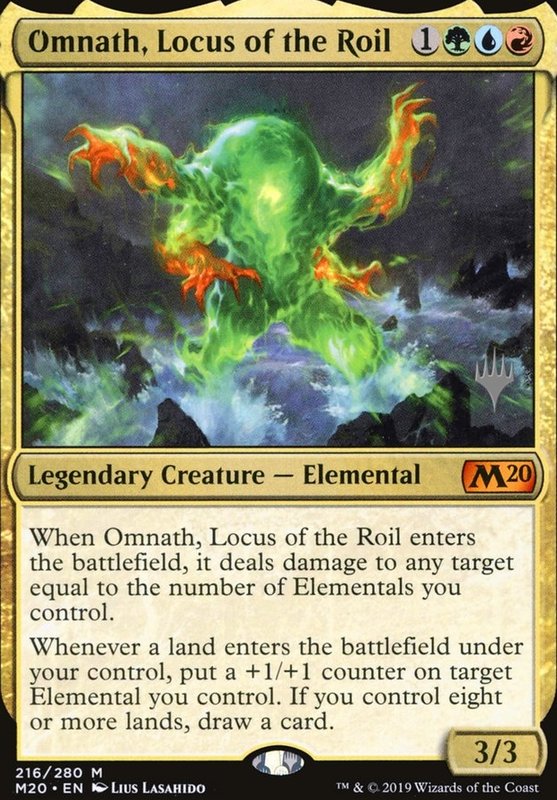 Omnath, Locus of the Roil 1
Legendary Creature — Elemental M20
When Omnath, Locus of the Roil enters
the battlefield, it deals damage to any target
equal to the number of Elementals you
control.
Whenever a land enters the battlefield under
your control, put a +1/+1 counter on target
Elemental you control. If you control eight
or more lands, draw a card.
3/3
216/280 M
M20 • EN Lius Lasahido
™ & © 2019 Wizards of the Coast